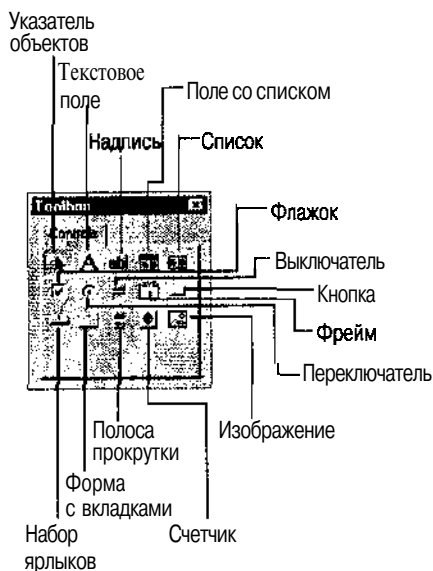 Указатель
объектов
Текстовое
поле
Поле со списком
Надпись
Список
Toolbox
Controls
A
abl
Флажок
Выключатель
Кнопка
Фрейм
Переключатель
Полоса
прокрутки
Изображение
Форма
с вкладками
Набор
ярлыков
Счетчик